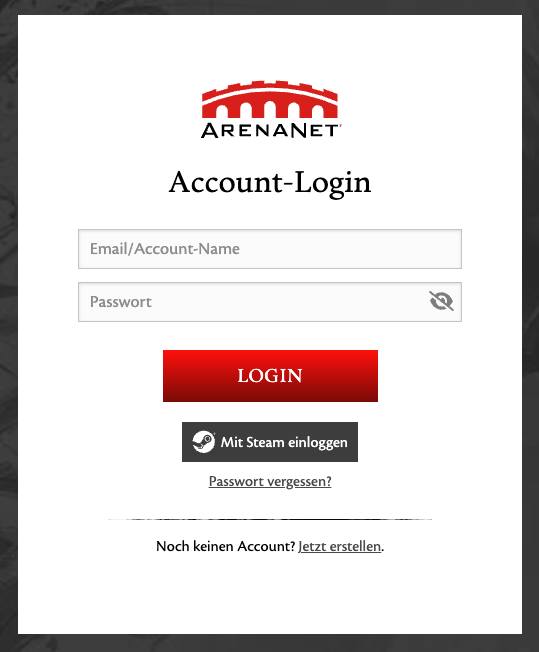 ARENANET
Account-Login
Email/Account-Name
Passwort
LOGIN
Mit Steam einloggen
Passwort vergessen?
Noch keinen Account? Jetzt erstellen.